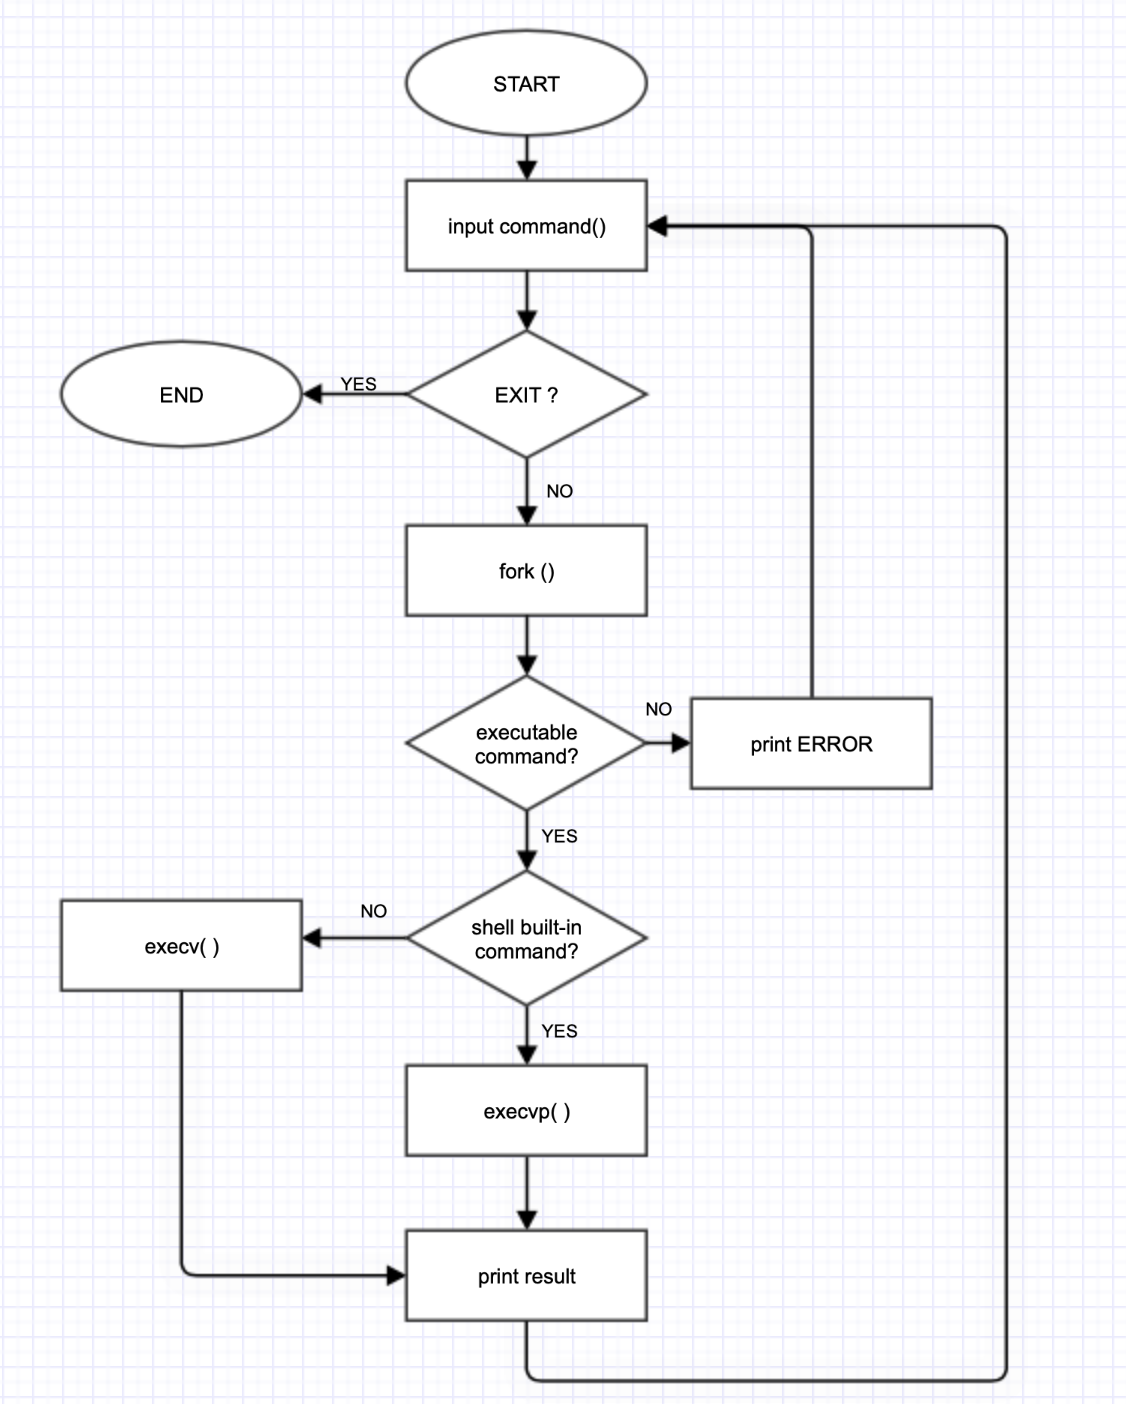 START
input command()
EXIT ?
YES
END
NO
fork ()
executable
command?
NO
print ERROR
YES
shell built-in
command?
NO
execv( )
YES
execvp( )
print result